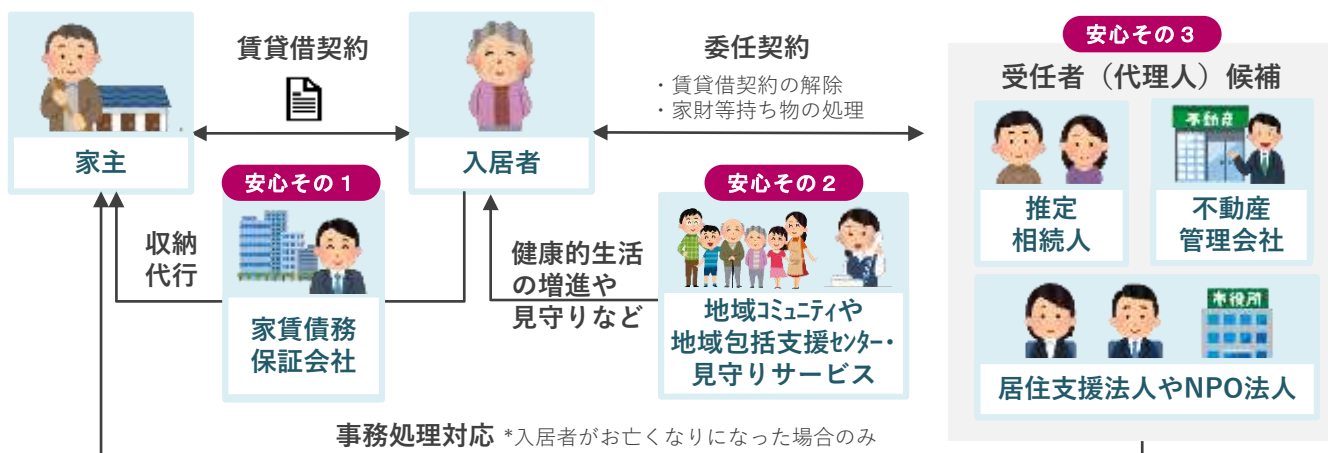 賃貸借契約
委任契約
・賃貸借契約の解除
・家財等持ち物の処理
安心その３
受任者（代理人）候補
不動産
家主
入居者
安心その１
安心その２
推定
相続人
不動産
管理会社
収納
代行
健康的生活
の増進や
見守りなど
家賃債務
保証会社
地域ｺﾐｭﾆﾃｨや
地域包括支援ｾﾝﾀｰ・
見守りサービス
市役所
居住支援法人やNPO法人
事務処理対応 *入居者がお亡くなりになった場合のみ